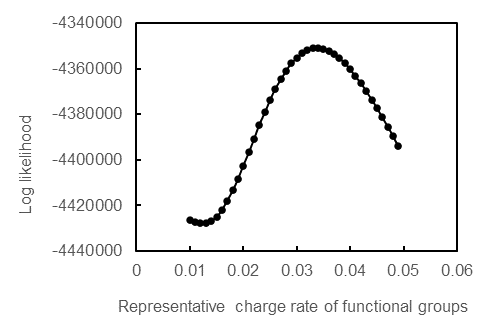 -4340000
-4360000
-4380000
-4400000
-4420000
-4440000
Log likelihood
0 0.01 0.02 0.03 0.04 0.05 0.06
Representative charge rate of functional groups